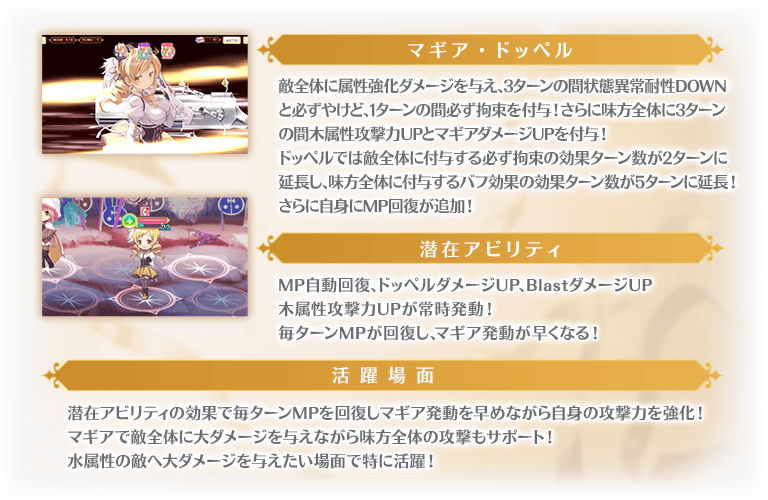 マギア・ドッペル
敵全体に属性強化ダメージを与え、3ターンの間状態異常耐性DOWN
と必ずやけど、1ターンの間必ず拘束を付与！さらに味方全体に3ターン
の間木属性攻撃力UPとマギアダメージUPを付与！
ドッペルでは敵全体に付与する必ず拘束の効果ターン数が2ターンに
延長し、味方全体に付与するバフ効果の効果ターン数が5ターンに延長！
さらに自身にMP回復が追加！
潜在アビリティ
MP自動回復、ドッペルダメージUP、BlastダメージUP
木属性攻撃力UPが常時発動！
毎ターンMPが回復し、マギア発動が早くなる！
活躍場面
潜在アビリティの効果で毎ターンMPを回復しマギア発動を早めながら自身の攻撃力を強化！
マギアで敵全体に大ダメージを与えながら味方全体の攻撃もサポート！
水属性の敵へ大ダメージを与えたい場面で特に活躍！